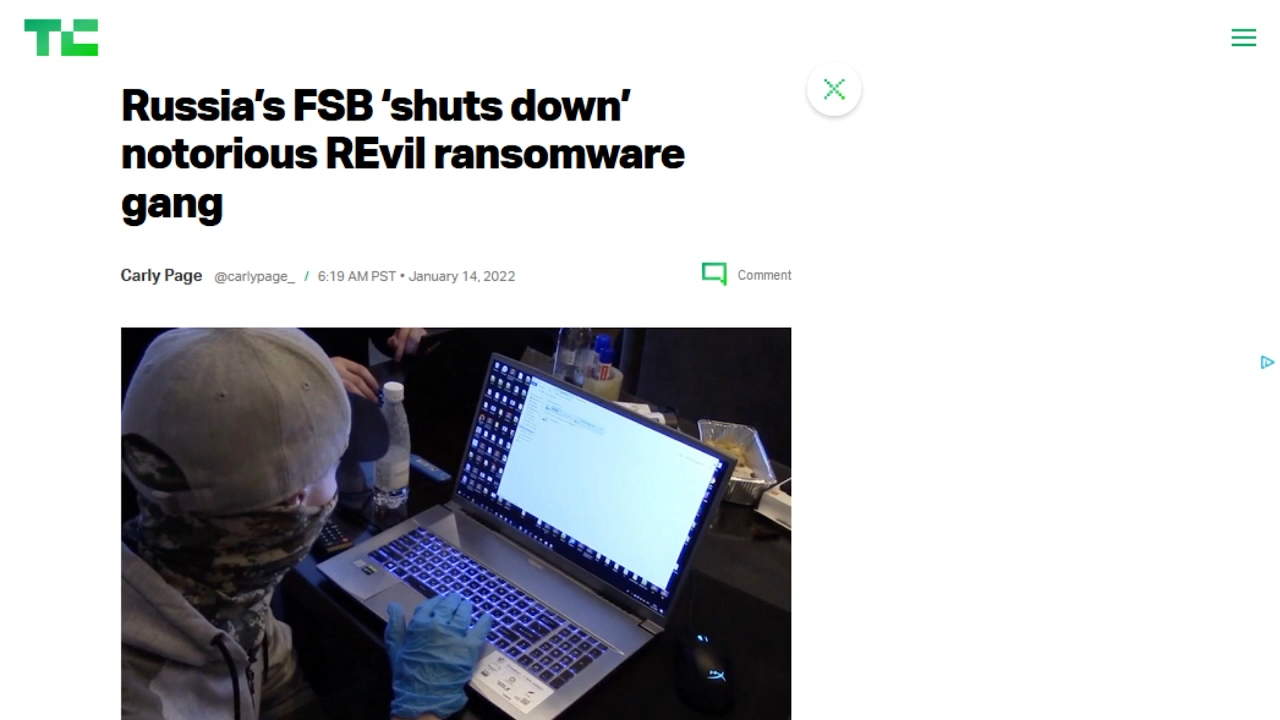 TC
Russia’s FSB ‘shuts down’
notorious REvil ransomware
gang
Carly Page @carlypage_ / 6:19 AM PST • January 14, 2022
Comment